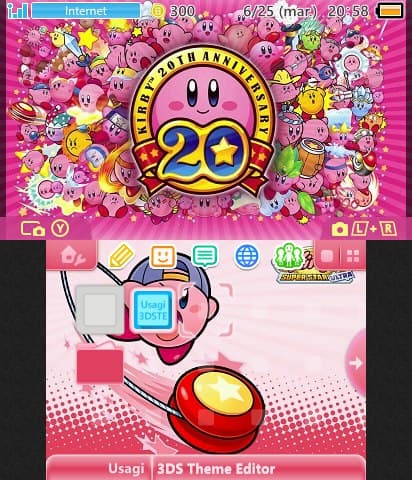 Internet 300 6/25 (mar.) 20:58
KIRBY™ 20TH ANNIVERSARY
20
Y L+R
SUPER STAR ULTRA
Usagi
3DSTE
Usagi 3DS Theme Editor